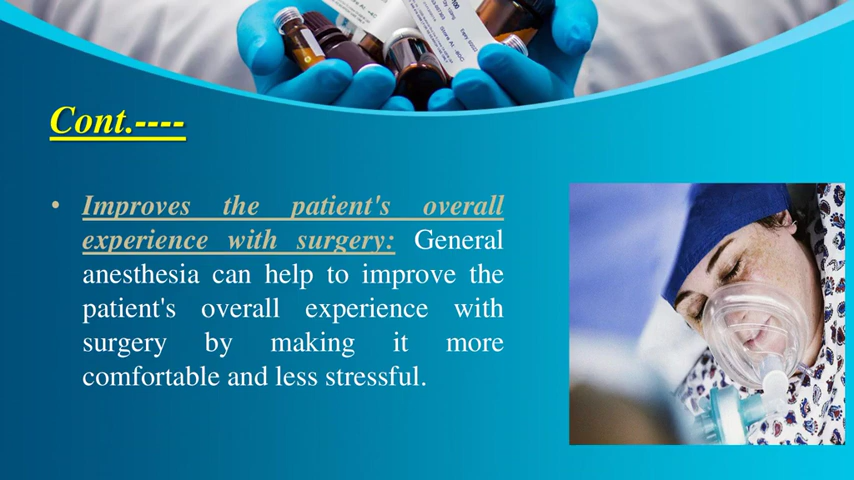 Cont.----
• Improves the patient's overall
experience with surgery: General
anesthesia can help to improve the
patient's overall experience with
surgery by making it more
comfortable and less stressful.